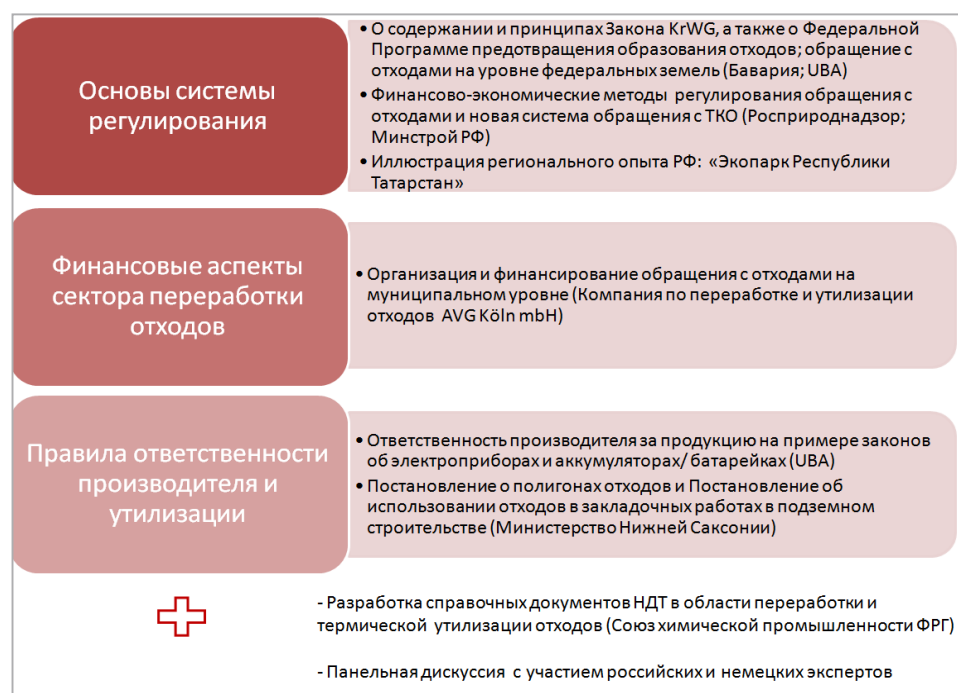 Основы системы
регулирования
• О содержании и принципах Закона KrWG, а также о Федеральной
Программе предотвращения образования отходов; обращение с
отходами на уровне федеральных земель (Бавария; UBA)
• Финансово-экономические методы регулирования обращения с
отходами и новая система обращения с ТКО (Росприроднадзор;
Минстрой РФ)
• Иллюстрация регионального опыта РФ: «Экопарк Республики
Татарстан»
Финансовые аспекты
сектора переработки
отходов
• Организация и финансирование обращения с отходами на
муниципальном уровне (Компания по переработке и утилизации
отходов AVG Köln mbH)
Правила ответственности
производителя и
утилизации
• Ответственность производителя за продукцию на примере законов
об электроприборах и аккумуляторах/ батарейках (UBA)
• Постановление о полигонах отходов и Постановление об
использовании отходов в закладочных работах в подземном
строительстве (Министерство Нижней Саксонии)
- Разработка справочных документов НДТ в области переработки и
термической утилизации отходов (Союз химической промышленности ФРГ)
- Панельная дискуссия с участием российских и немецких экспертов